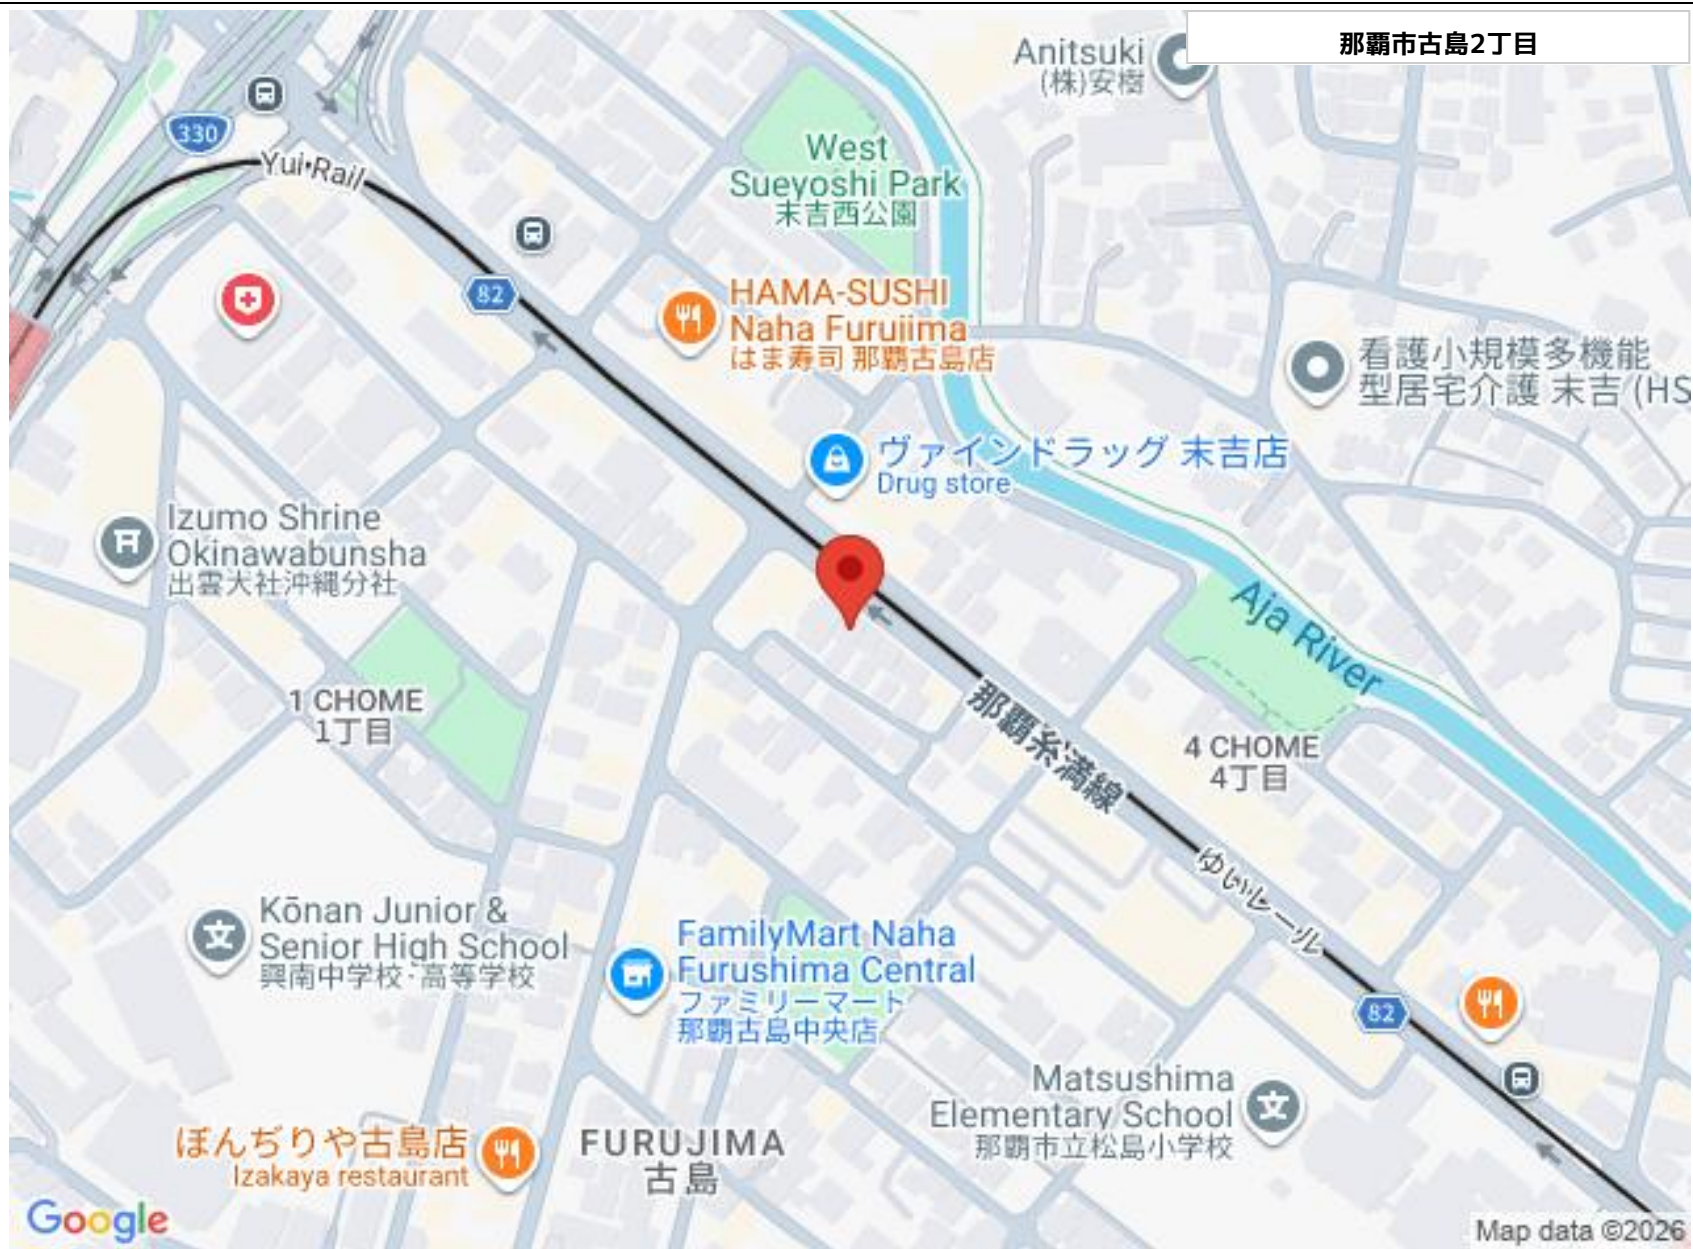 那覇市古島2丁目
Anitsuki
(株)安樹
330
Yui Rail
West
Sueyoshi Park
末吉西公園
82
HAMA-SUSHI
Naha Furujima
はま寿司 那覇古島店
看護小規模多機能
型居宅介護 末吉 (HS
ヴァインドラッグ 末吉店
Drug store
Izumo Shrine
Okinawabunsha
出雲大社沖縄分社
Aja River
1 CHOME
1丁目
那覇糸満線
4 CHOME
4丁目
ゆいレール
Kōnan Junior &
Senior High School
興南中学校・高等学校
FamilyMart Naha
Furushima Central
ファミリーマート
那覇古島中央店
82
Matsushima
Elementary School
那覇市立松島小学校
ぼんぢりや古島店
Izakaya restaurant
FURUJIMA
古島
Google
Map data ©2026